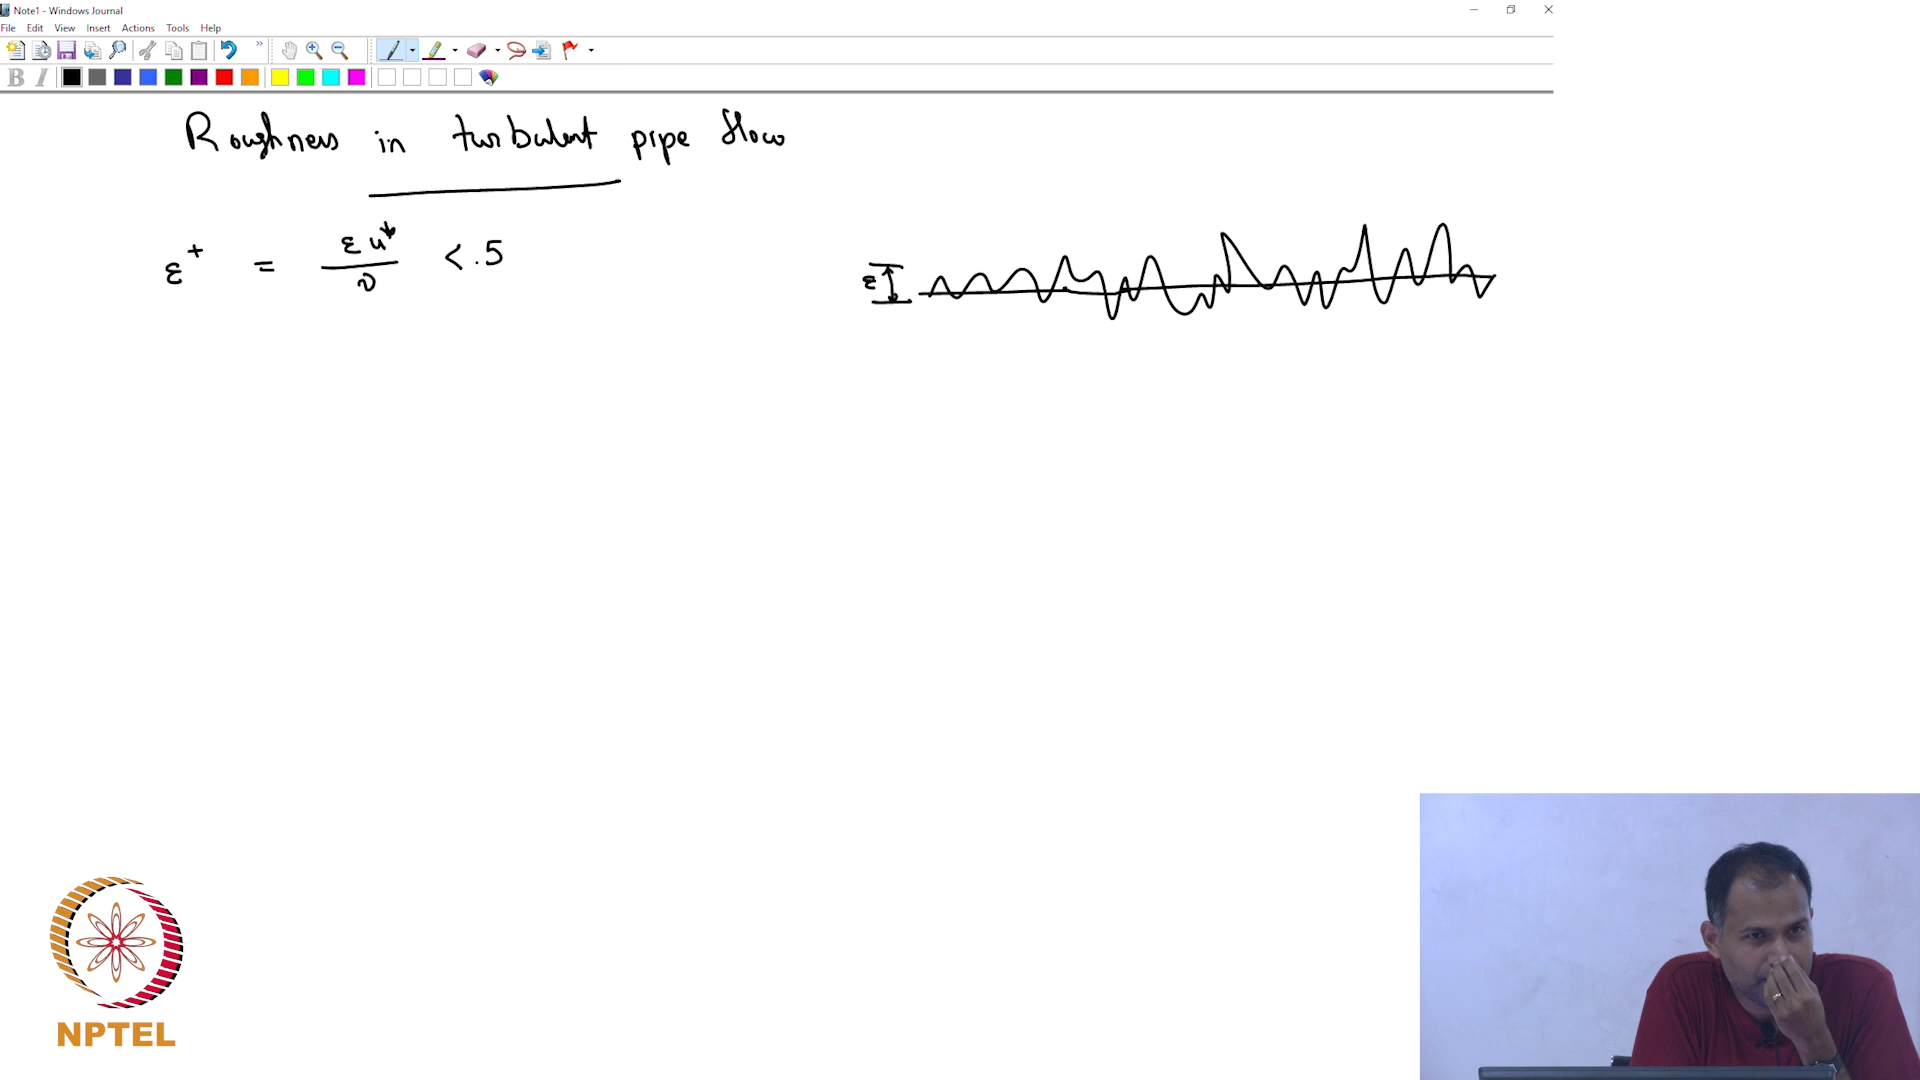 Note1 - Windows Journal
File Edit View Insert Actions Tools Help
B I
Roughness in turbulent pipe flow
ε⁺ = εu*/ν < .5
ε
NPTEL